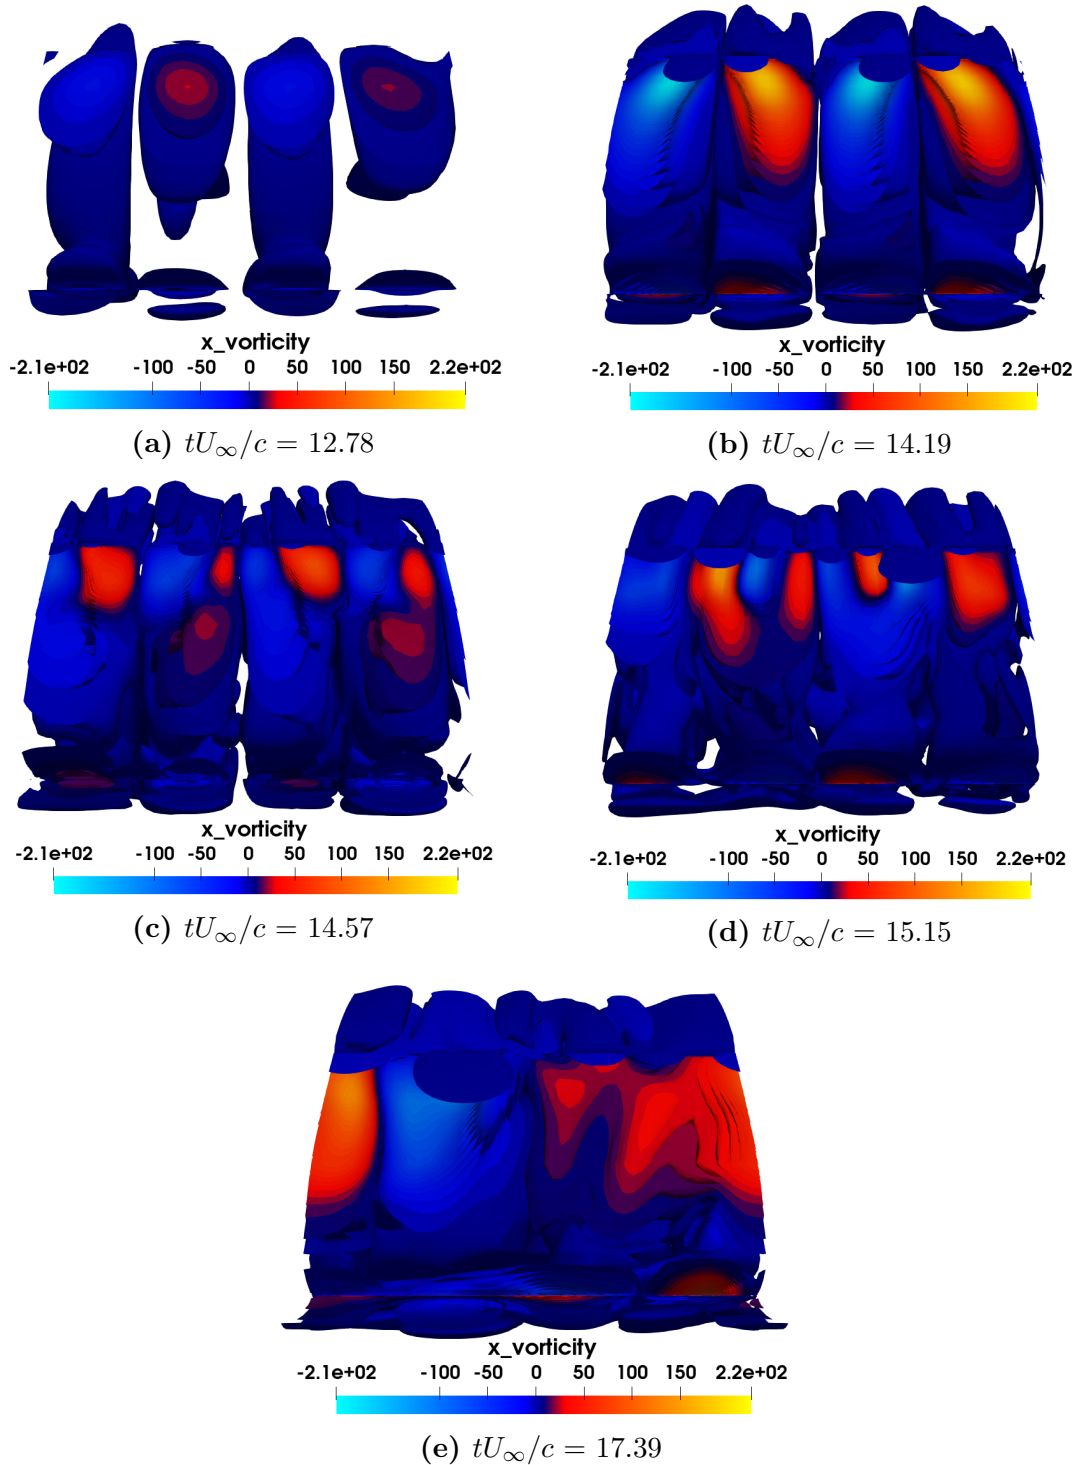 x_vorticity
-2.1e+02 -100 -50 0 50 100 150 2.2e+02
(a) tU∞/c = 12.78
x_vorticity
-2.1e+02 -100 -50 0 50 100 150 2.2e+02
(b) tU∞/c = 14.19
x_vorticity
-2.1e+02 -100 -50 0 50 100 150 2.2e+02
(c) tU∞/c = 14.57
x_vorticity
-2.1e+02 -100 -50 0 50 100 150 2.2e+02
(d) tU∞/c = 15.15
x_vorticity
-2.1e+02 -100 -50 0 50 100 150 2.2e+02
(e) tU∞/c = 17.39